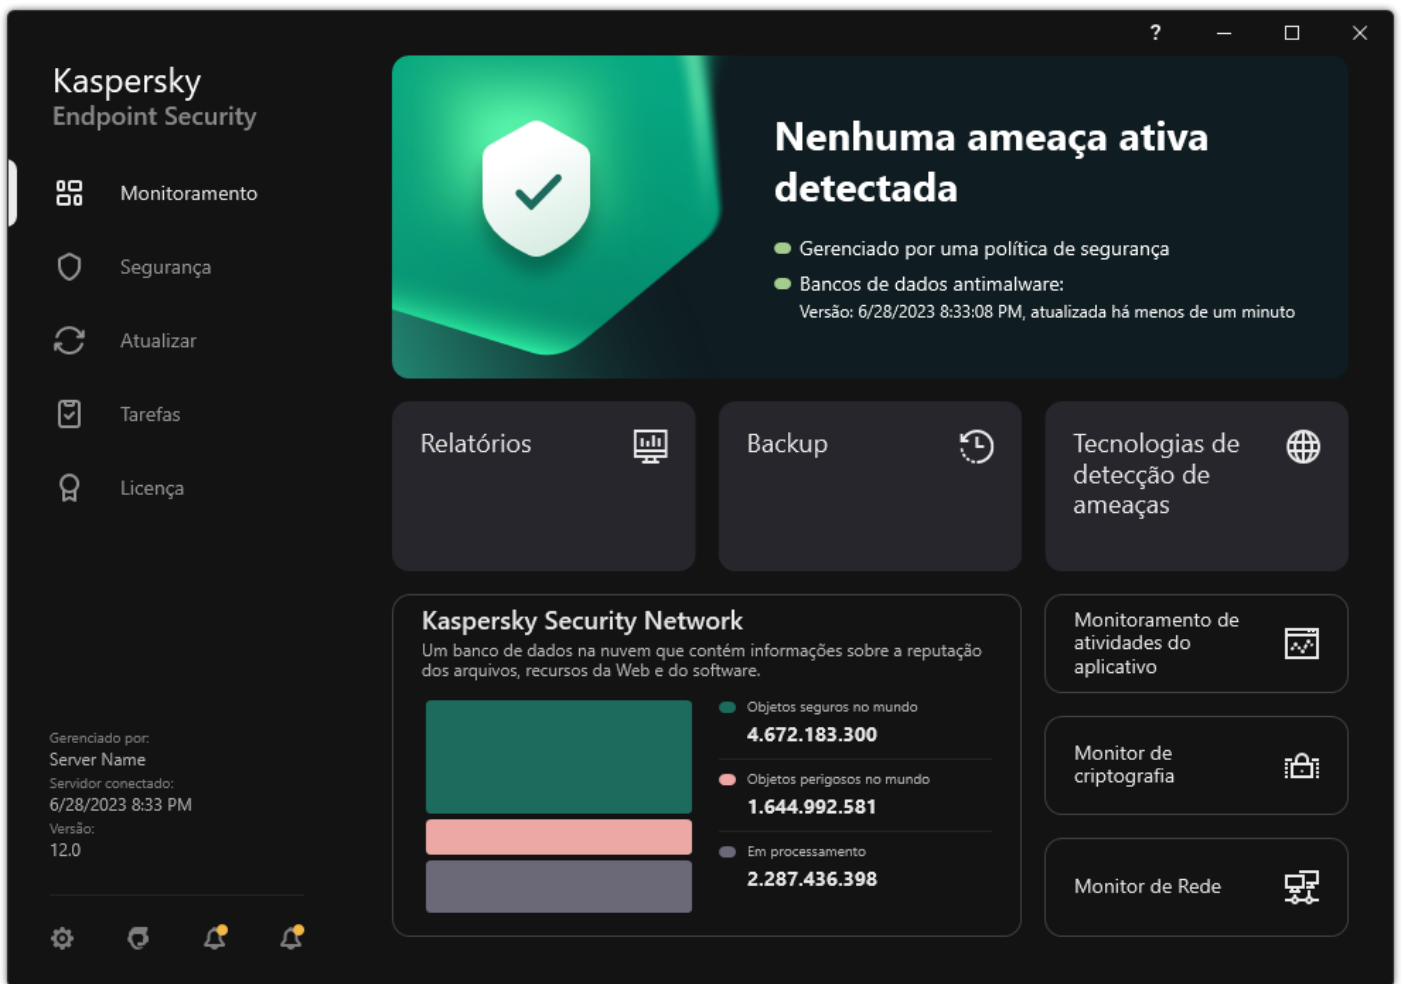 ?
Kaspersky
Endpoint Security
Monitoramento
Segurança
Atualizar
Tarefas
Licença
Gerenciado por:
Server Name
Servidor conectado:
6/28/2023 8:33 PM
Versão:
12.0
Nenhuma ameaça ativa
detectada
Gerenciado por uma política de segurança
Bancos de dados antimalware:
Versão: 6/28/2023 8:33:08 PM, atualizada há menos de um minuto
Relatórios
Backup
Tecnologias de
detecção de
ameaças
Kaspersky Security Network
Um banco de dados na nuvem que contém informações sobre a reputação
dos arquivos, recursos da Web e do software.
Objetos seguros no mundo
4.672.183.300
Objetos perigosos no mundo
1.644.992.581
Em processamento
2.287.436.398
Monitoramento de
atividades do
aplicativo
Monitor de
criptografia
Monitor de Rede